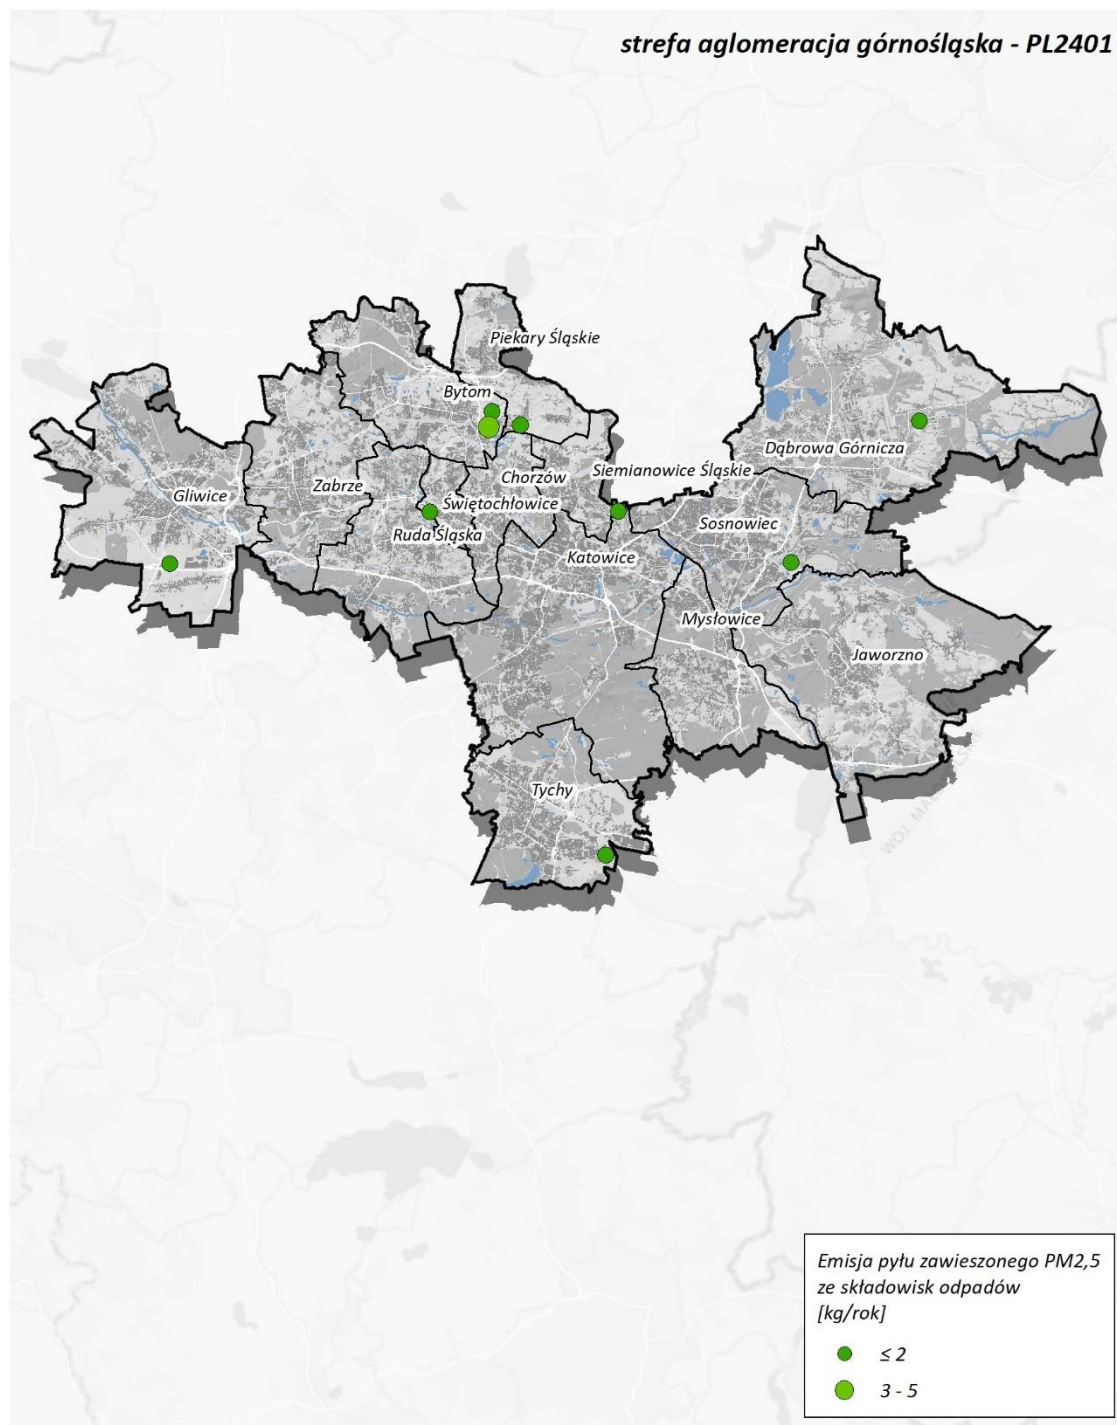 strefa aglomeracja górnośląska - PL2401
Piekary Śląskie
Bytom
Dąbrowa Górnicza
Siemianowice Śląskie
Chorzów
Zabrze
Gliwice
Świętochłowice
Sosnowiec
Ruda Śląska
Katowice
Mysłowice
Jaworzno
Tychy
Emisja pyłu zawieszonego PM2,5
ze składowisk odpadów
[kg/rok]
≤ 2
3 - 5